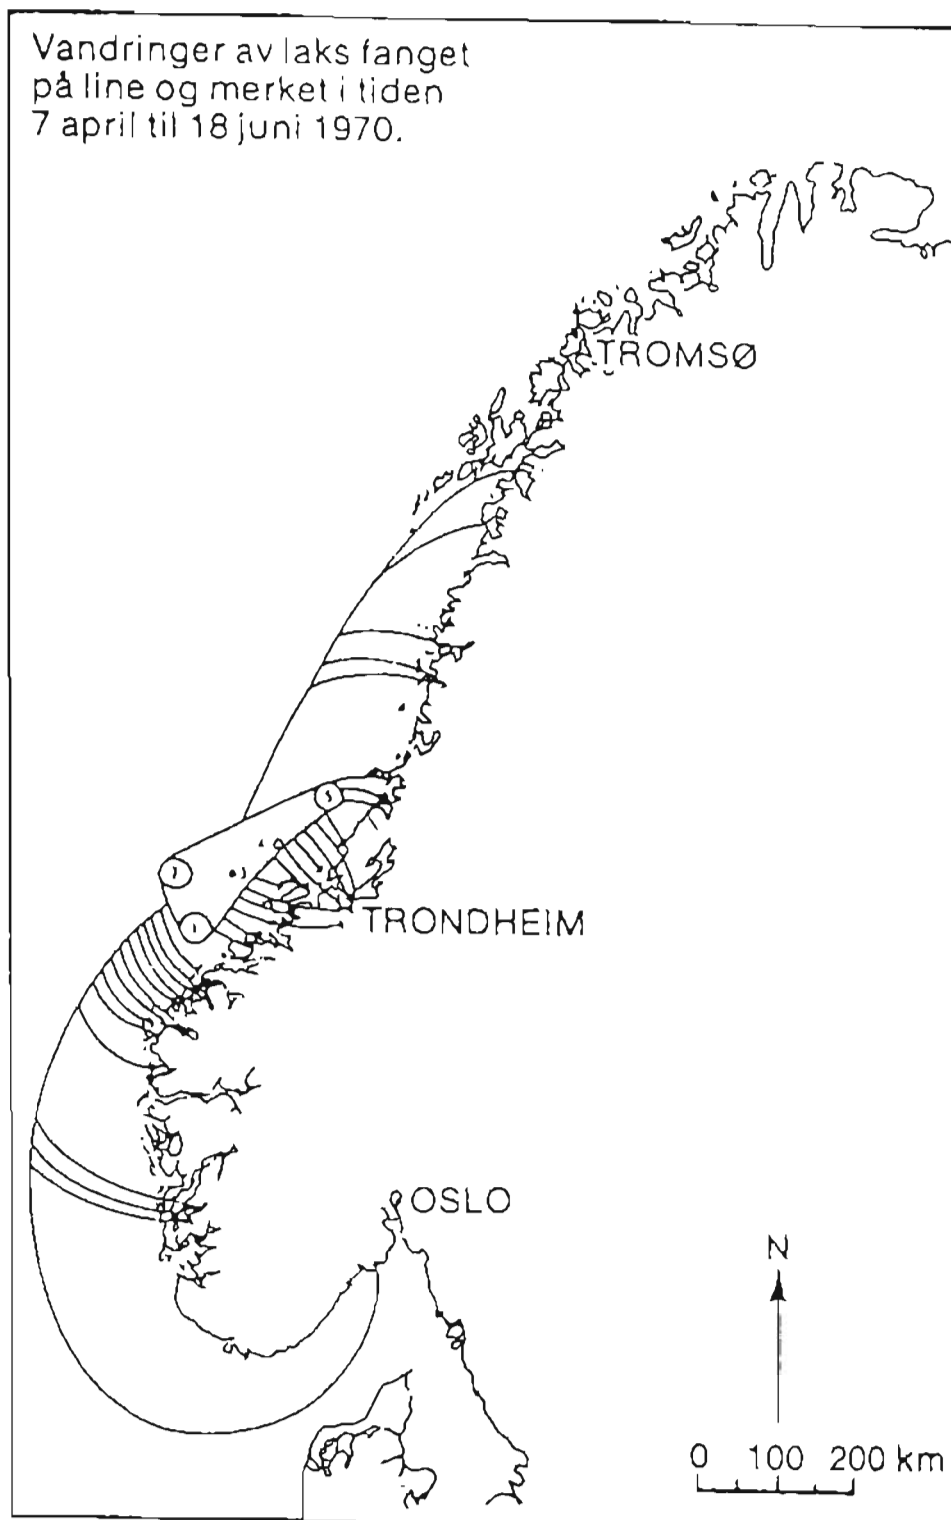 Vandringer av laks fanget
på line og merket i tiden
7 april til 18 juni 1970.
TROMSØ
TRONDHEIM
OSLO
N
0 100 200 km